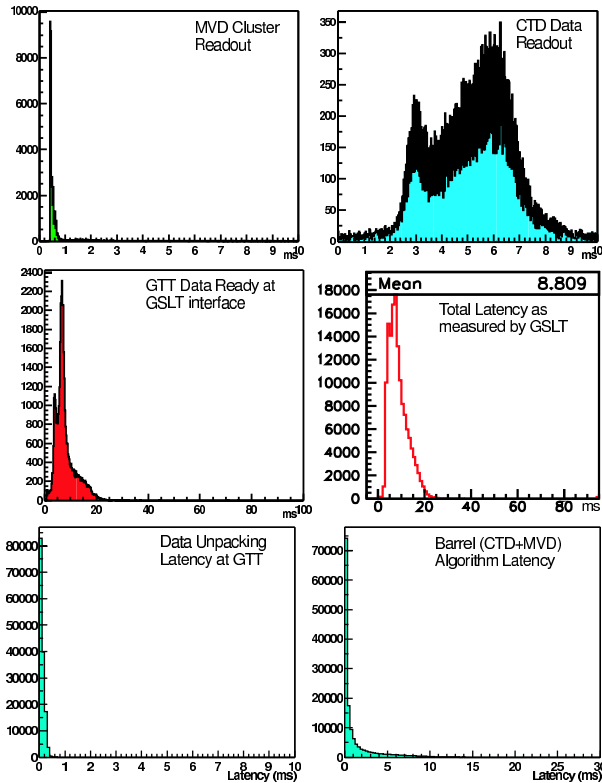 MVD Cluster
Readout
10000
8000
6000
4000
2000
0
0 1 2 3 4 5 6 7 8 9 10
ms
CTD Data
Readout
350
300
250
200
150
100
50
0
0 1 2 3 4 5 6 7 8 9 10
ms
GTT Data Ready at
GSLT interface
2400
2200
2000
1800
1600
1400
1200
1000
800
600
400
200
0
0 20 40 60 80 100
ms
Mean 8.809
Total Latency as
measured by GSLT
18000
16000
14000
12000
10000
8000
6000
4000
2000
0
0 20 40 60 80
ms
Data Unpacking
Latency at GTT
80000
70000
60000
50000
40000
30000
20000
10000
0
0 1 2 3 4 5 6 7 8 9 10
Latency (ms)
Barrel (CTD+MVD)
Algorithm Latency
70000
60000
50000
40000
30000
20000
10000
0
0 5 10 15 20 25 30
Latency (ms)